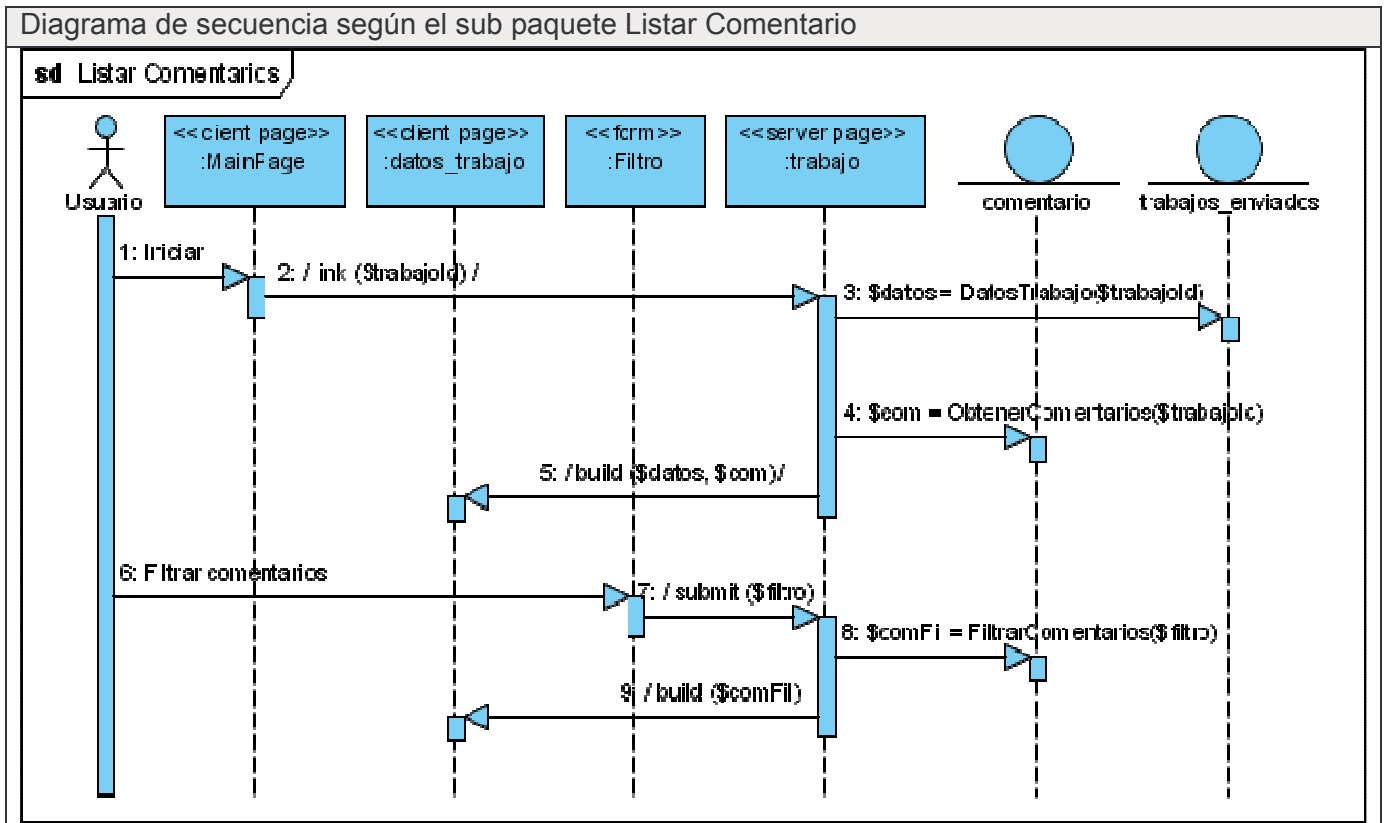 Diagrama de secuencia según el sub paquete Listar Comentario
sd Listar Comentarios
<<client page>>
:MainPage
<<client page>>
:datos_trabajo
<<form>>
:Filtro
<<server page>>
:trabajo
Usuario
comentario
trabajos_enviados
1: Iniciar
2: / link ($trabajoId) /
3: $datos= DatosTrabajo($trabajoId)
4: $com = ObtenerComentarios($trabajoId)
5: /build ($datos, $com)/
6: Filtrar comentarios
7: / submit ($filtro)
8: $comFil = FiltrarComentarios($filtro)
9: / build ($comFil)